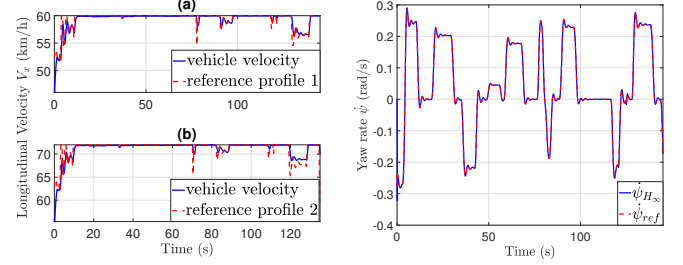 (a)
60
50
vehicle velocity
reference profile 1
0
50
100
Longitudinal Velocity Vₓ (km/h)
(b)
70
65
60
vehicle velocity
reference profile 2
0
20
40
60
80
100
120
Time (s)
0.3
0.2
0.1
0
-0.1
-0.2
-0.3
-0.4
Yaw rate ψ̇ (rad/s)
ψ̇_{H∞}
ψ̇_{ref}
0
50
100
Time (s)